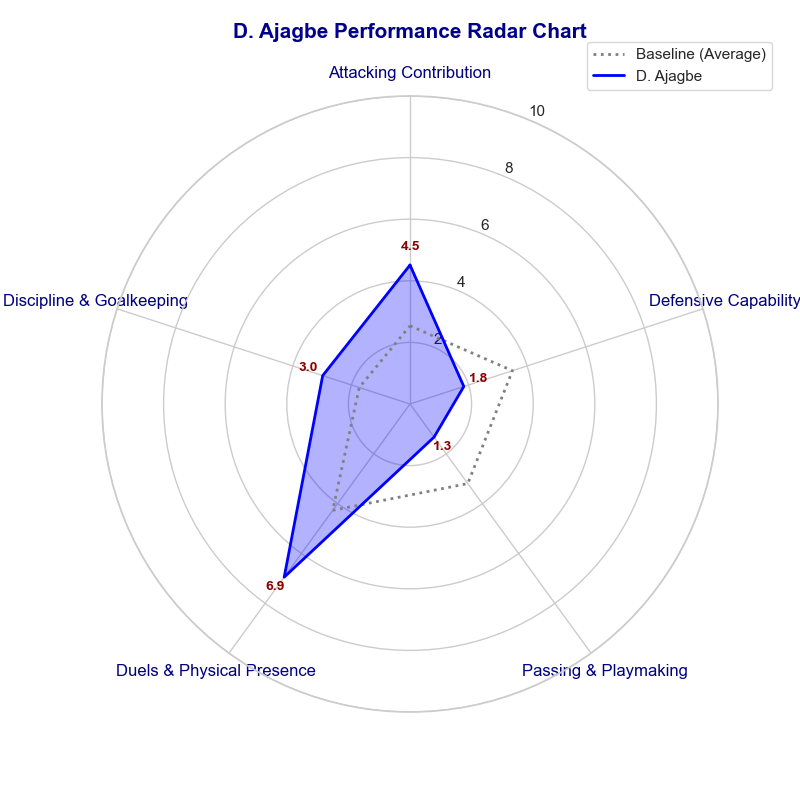 D. Ajagbe Performance Radar Chart
Baseline (Average)
D. Ajagbe
Attacking Contribution
10
8
6
4
2
4.5
Discipline & Goalkeeping
Defensive Capability
3.0
1.8
1.3
6.9
Duels & Physical Presence
Passing & Playmaking